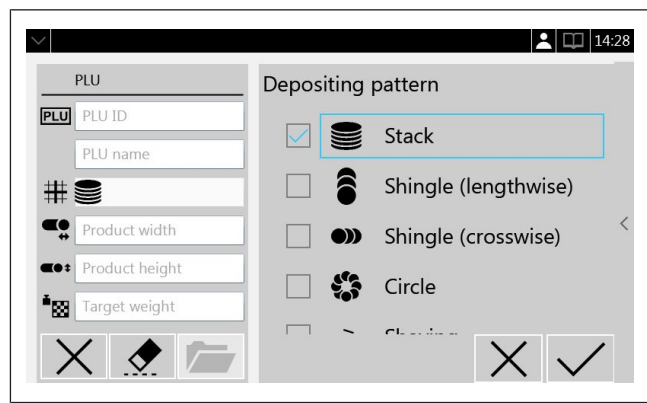 14:28
PLU
PLU PLU ID
PLU name
Product width
Product height
Target weight
Depositing pattern
Stack
Shingle (lengthwise)
Shingle (crosswise)
Circle